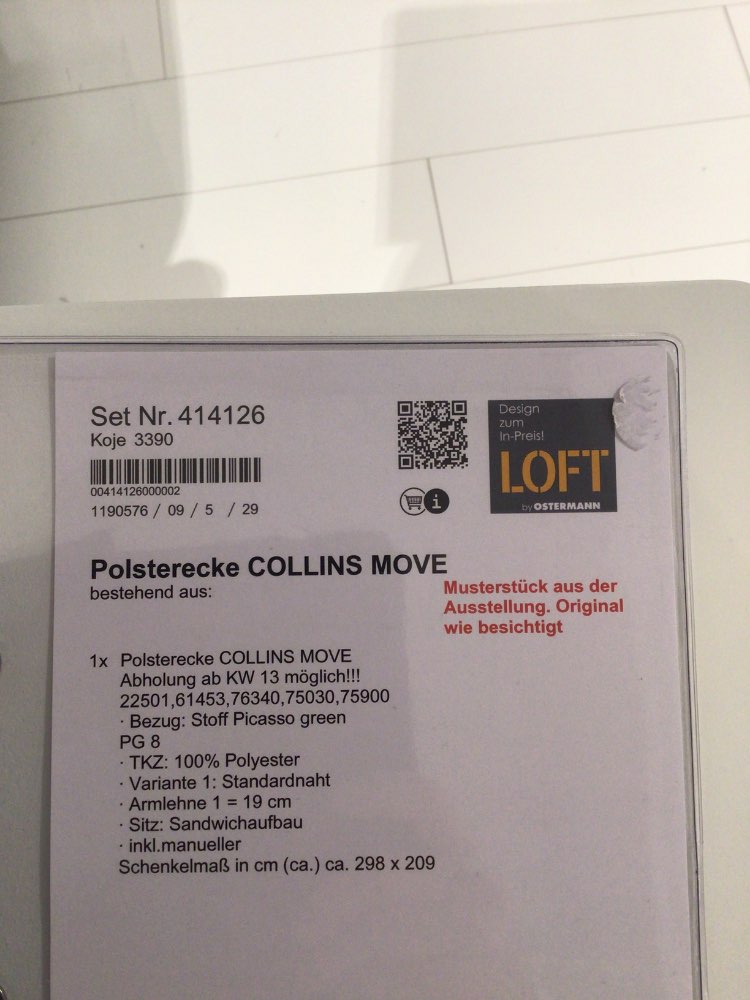 Set Nr. 414126
Koje 3390
00414126000002
1190576 / 09 / 5 / 29
Design
zum
In-Preis!
LOFT
by OSTERMANN
Polsterecke COLLINS MOVE
bestehend aus:
Musterstück aus der
Ausstellung. Original
wie besichtigt
1x Polsterecke COLLINS MOVE
Abholung ab KW 13 möglich!!!
22501,61453,76340,75030,75900
· Bezug: Stoff Picasso green
PG 8
· TKZ: 100% Polyester
· Variante 1: Standardnaht
· Armlehne 1 = 19 cm
· Sitz: Sandwichaufbau
· inkl.manueller
Schenkelmaß in cm (ca.) ca. 298 x 209